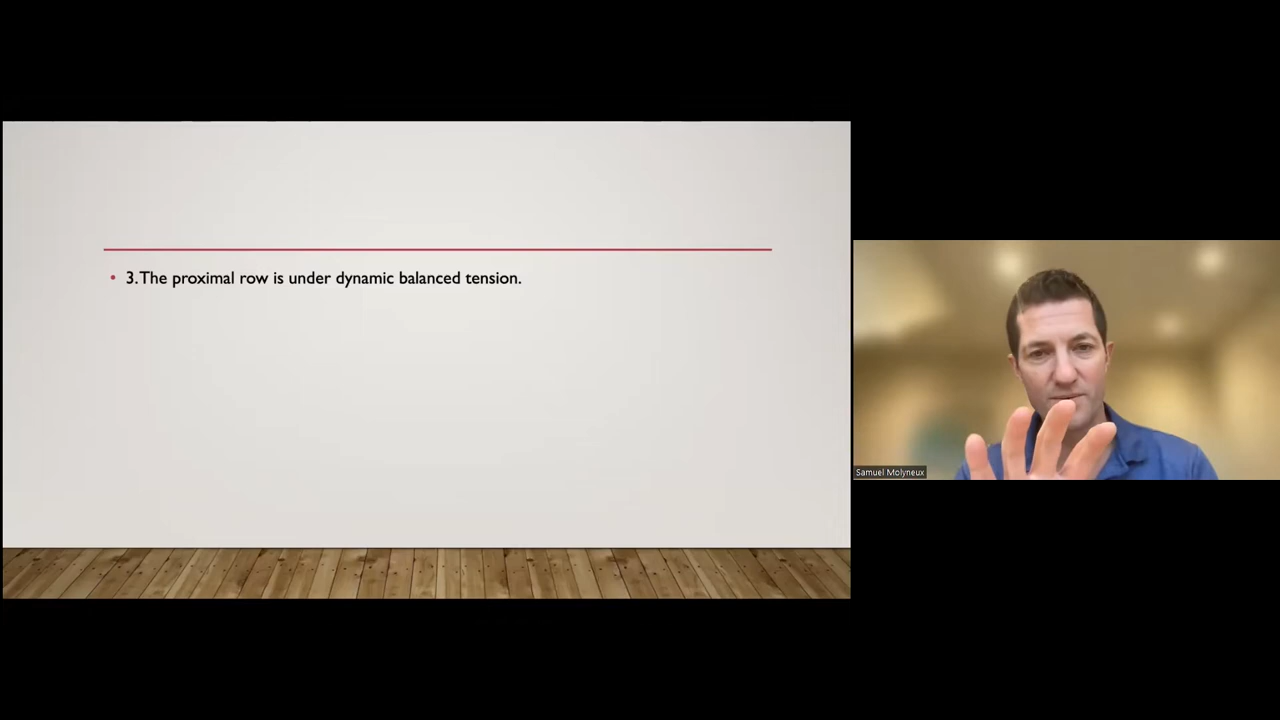 • 3. The proximal row is under dynamic balanced tension.
Samuel Molyneux